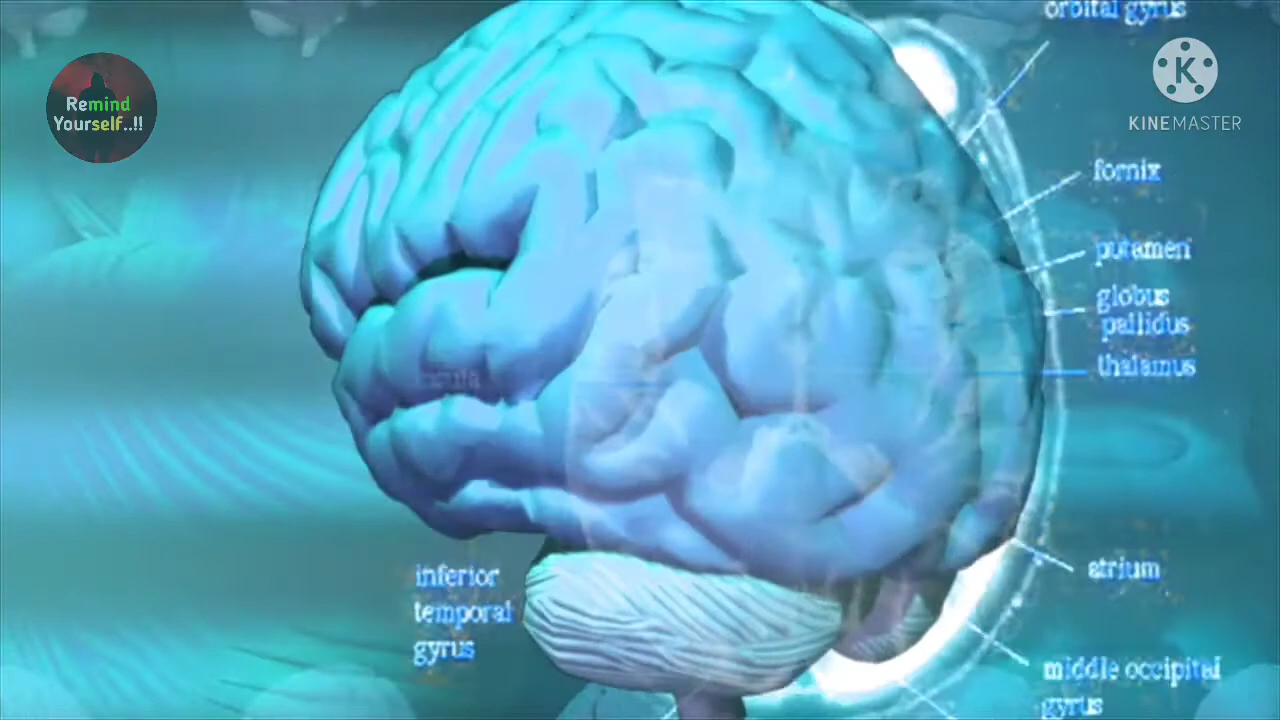 orbital gyrus
Remind
Yourself..!!
K
KINEMASTER
fornix
putamen
globus
pallidus
thalamus
inferior
temporal
gyrus
atrium
middle occipital
gyrus